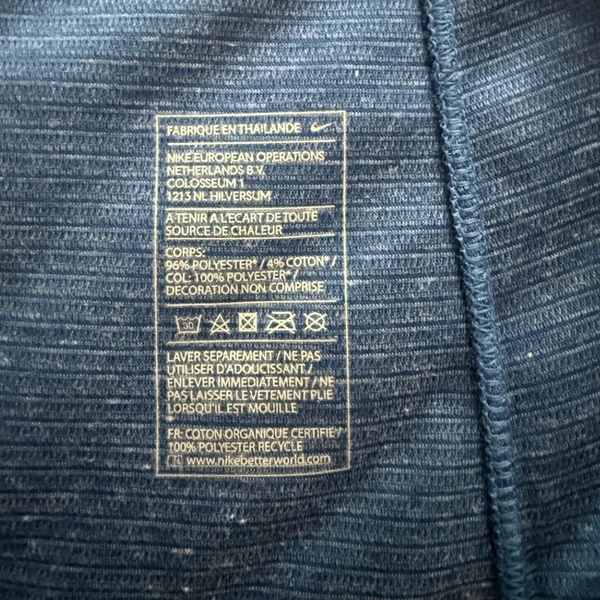 FABRIQUE EN THAILANDE
NIKE EUROPEAN OPERATIONS
NETHERLANDS B.V.
COLOSSEUM 1
1213 NL HILVERSUM
A TENIR A L'ECART DE TOUTE
SOURCE DE CHALEUR
CORPS:
96% POLYESTER* / 4% COTON* /
COL: 100% POLYESTER* /
DECORATION NON COMPRISE
30
LAVER SEPAREMENT / NE PAS
UTILISER D'ADOUCISSANT /
ENLEVER IMMEDIATEMENT / NE
PAS LAISSER LE VETEMENT PLIE
LORSQU'IL EST MOUILLE
FR: COTON ORGANIQUE CERTIFIE /
100% POLYESTER RECYCLE
www.nikebetterworld.com